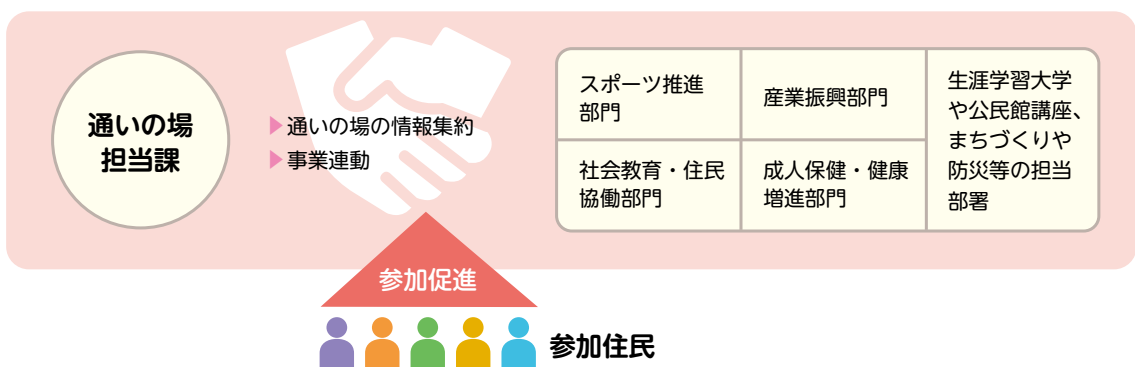 通いの場
担当課
▶通いの場の情報集約
▶事業連動
スポーツ推進
部門
産業振興部門
生涯学習大学
や公民館講座、
まちづくりや
防災等の担当
部署
社会教育・住民
協働部門
成人保健・健康
増進部門
参加促進
参加住民